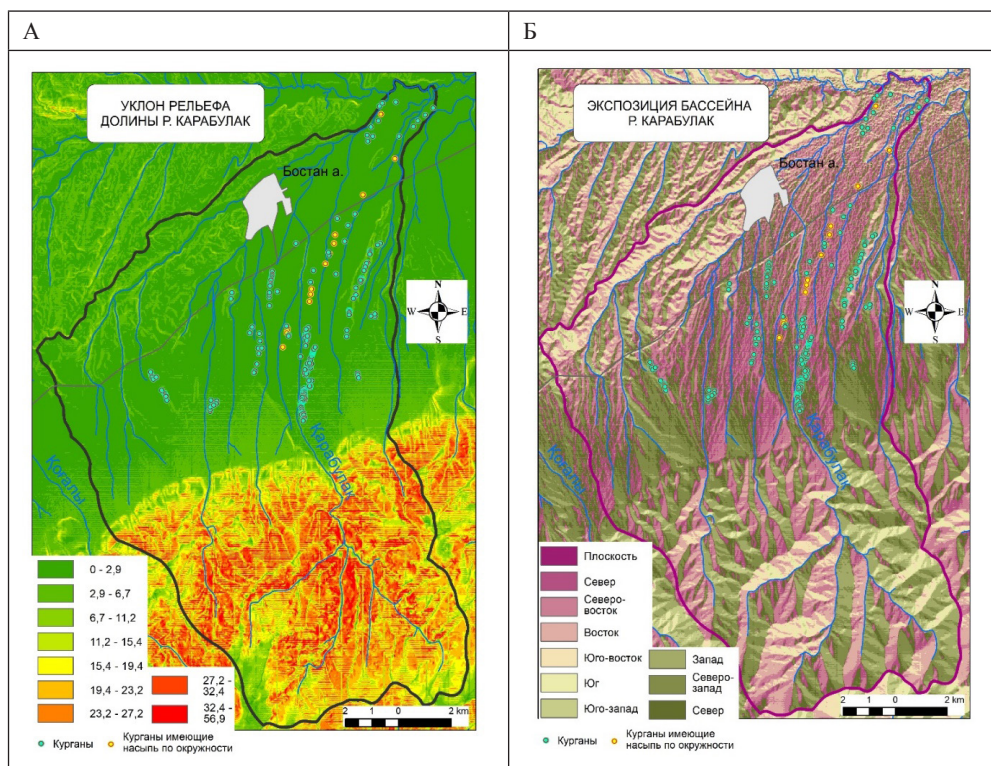 А
Б
УКЛОН РЕЛЬЕФА
ДОЛИНЫ Р. КАРАБУЛАК
Бостан а.
N
W
E
S
Қарабулақ
Қоғалы
0 - 2,9
2,9 - 6,7
6,7 - 11,2
11,2 - 15,4
15,4 - 19,4
19,4 - 23,2
23,2 - 27,2
27,2 -
32,4
32,4 -
56,9
2 1 0 2 km
Курганы
Курганы имеющие
насыпь по окружности
ЭКСПОЗИЦИЯ БАССЕЙНА
Р. КАРАБУЛАК
Бостан а.
N
W
E
S
Қарабулақ
Қоғалы
Плоскость
Север
Северо-
восток
Восток
Юго-восток
Юг
Юго-запад
Запад
Северо-
запад
Север
2 1 0 2 km
Курганы
Курганы имеющие
насыпь по окружности